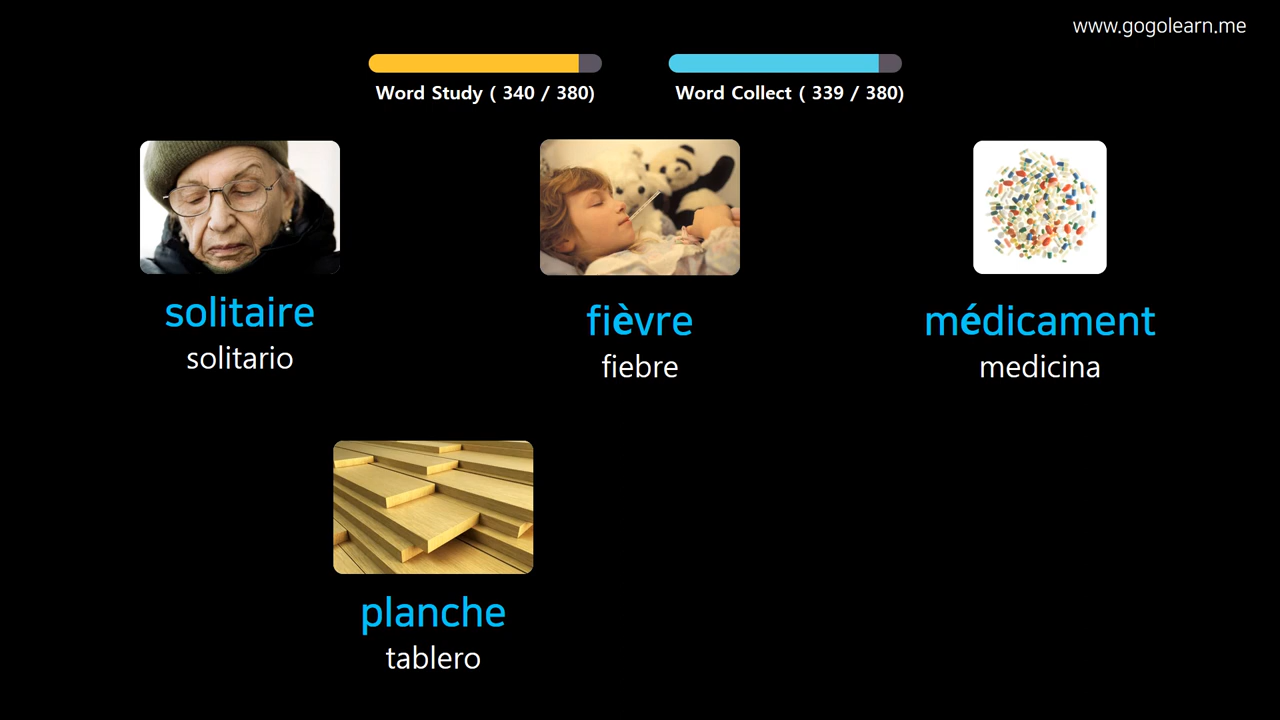 www.gogolearn.me
Word Study ( 340 / 380)
Word Collect ( 339 / 380)
solitaire
solitario
fièvre
fiebre
médicament
medicina
planche
tablero